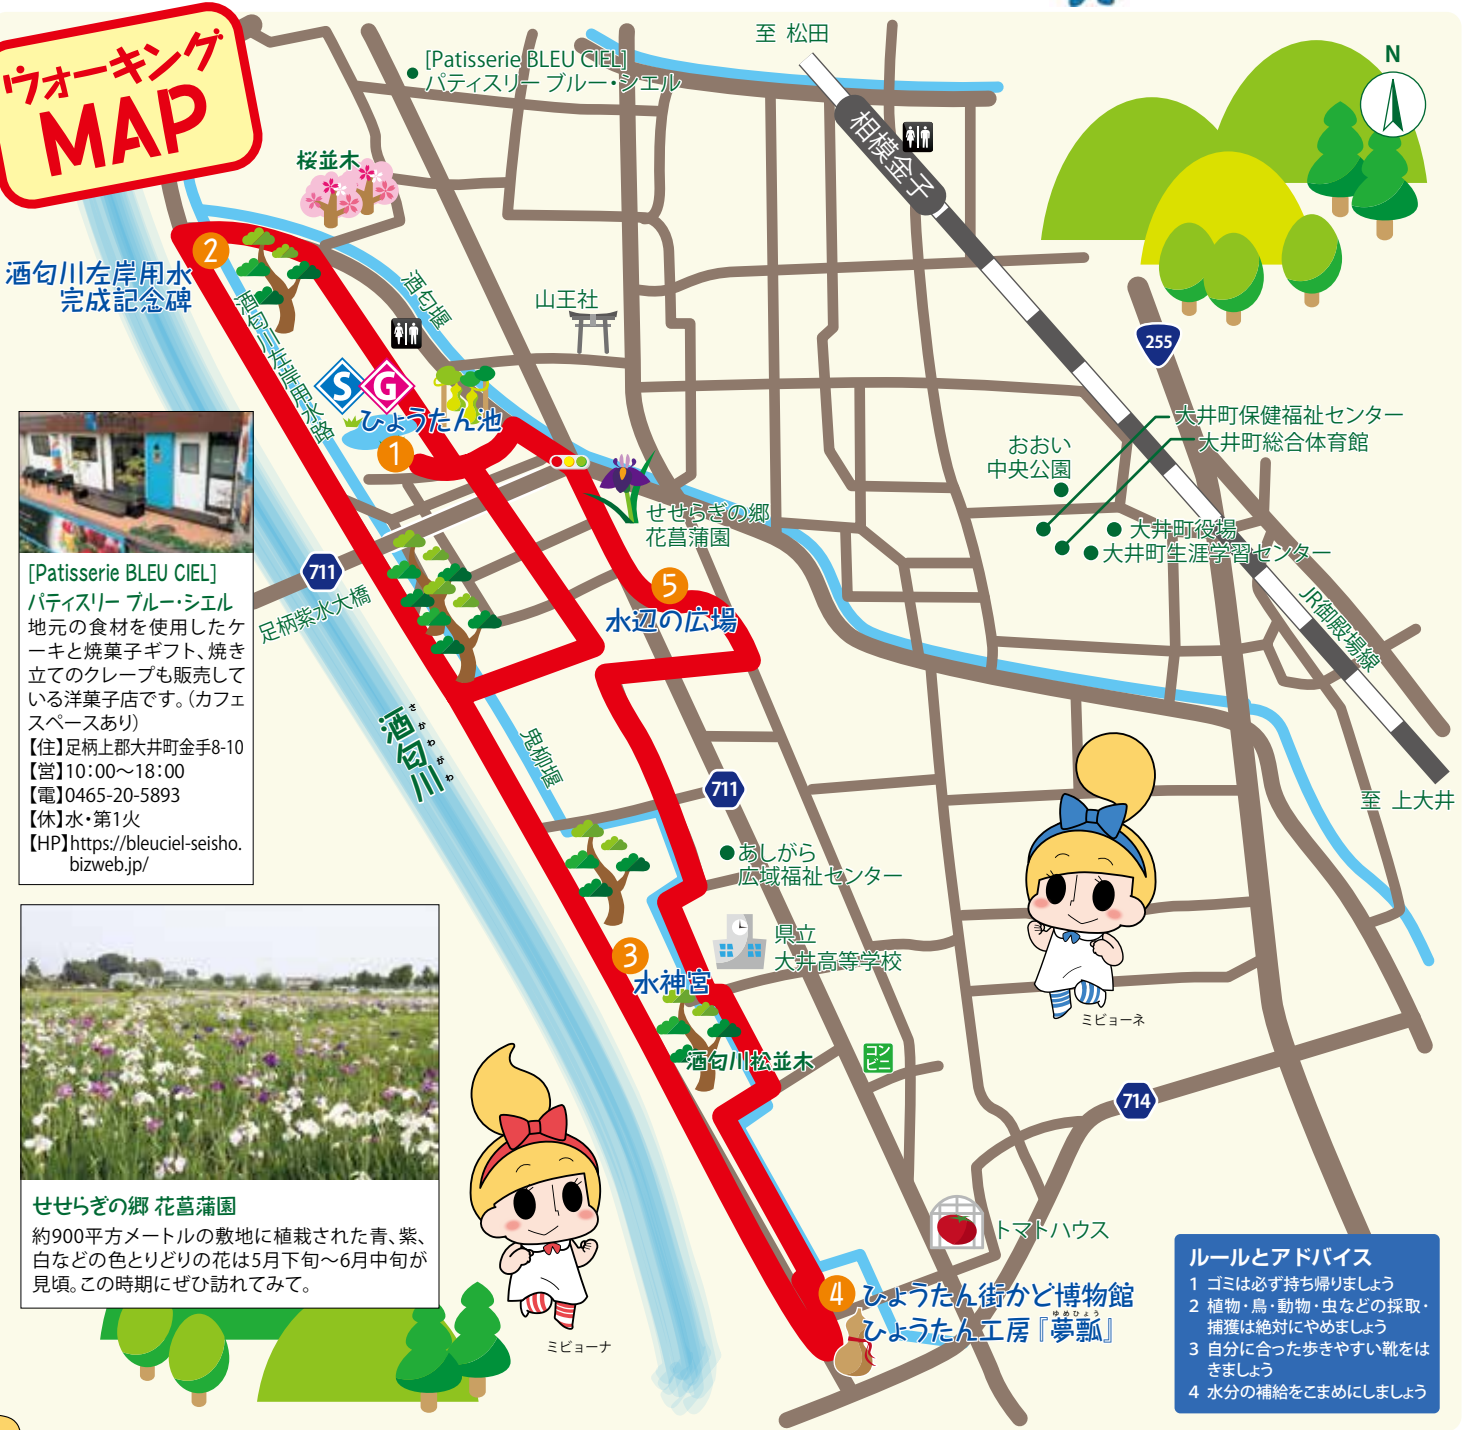 ウォーキング
MAP
至 松田
N
[Patisserie BLEU CIEL]
パティスリー ブルー・シエル
相模金子
桜並木
2
酒匂川左岸用水
完成記念碑
酒匂堰
酒匂川左岸用水路
山王社
255
S
G
ひょうたん池
1
大井町保健福祉センター
大井町総合体育館
おおい
中央公園
せせらぎの郷
花菖蒲園
大井町役場
大井町生涯学習センター
711
足柄紫水大橋
5
水辺の広場
JR御殿場線
[Patisserie BLEU CIEL]
パティスリー ブルー・シエル
地元の食材を使用したケ
ーキと焼菓子ギフト、焼き
立てのクレープも販売して
いる洋菓子店です。(カフェ
スペースあり)
【住】足柄上郡大井町金手8-10
【営】10:00～18:00
【電】0465-20-5893
【休】水・第1火
【HP】https://bleuciel-seisho.
bizweb.jp/
酒匂川
さかわがわ
鬼柳堰
711
至 上大井
あしがら
広域福祉センター
県立
大井高等学校
3
水神宮
ミビョーネ
酒匂川松並木
コン
ビニ
714
せせらぎの郷 花菖蒲園
約900平方メートルの敷地に植栽された青、紫、
白などの色とりどりの花は5月下旬～6月中旬が
見頃。この時期にぜひ訪れてみて。
ミビョーナ
トマトハウス
4
ひょうたん街かど博物館
ゆめひょう
ひょうたん工房『夢瓢』
ルールとアドバイス
1 ゴミは必ず持ち帰りましょう
2 植物・鳥・動物・虫などの採取・
捕獲は絶対にやめましょう
3 自分に合った歩きやすい靴をは
きましょう
4 水分の補給をこまめにしましょう